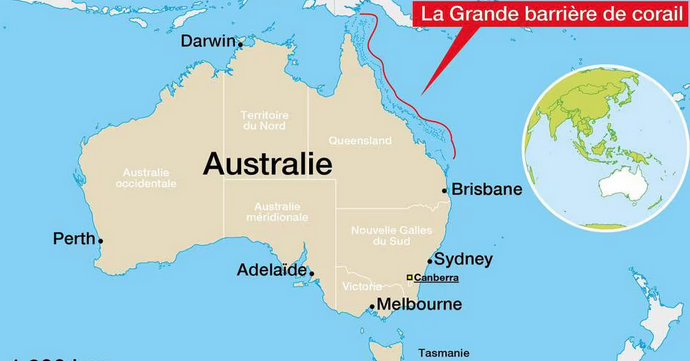 La Grande barrière de corail
Darwin
Territoire
du Nord
Queensland
Australie
Australie
occidentale
Brisbane
Australie
méridionale
Nouvelle Galles
du Sud
Perth
Sydney
Adelaïde
Canberra
Victoria
Melbourne
Tasmanie